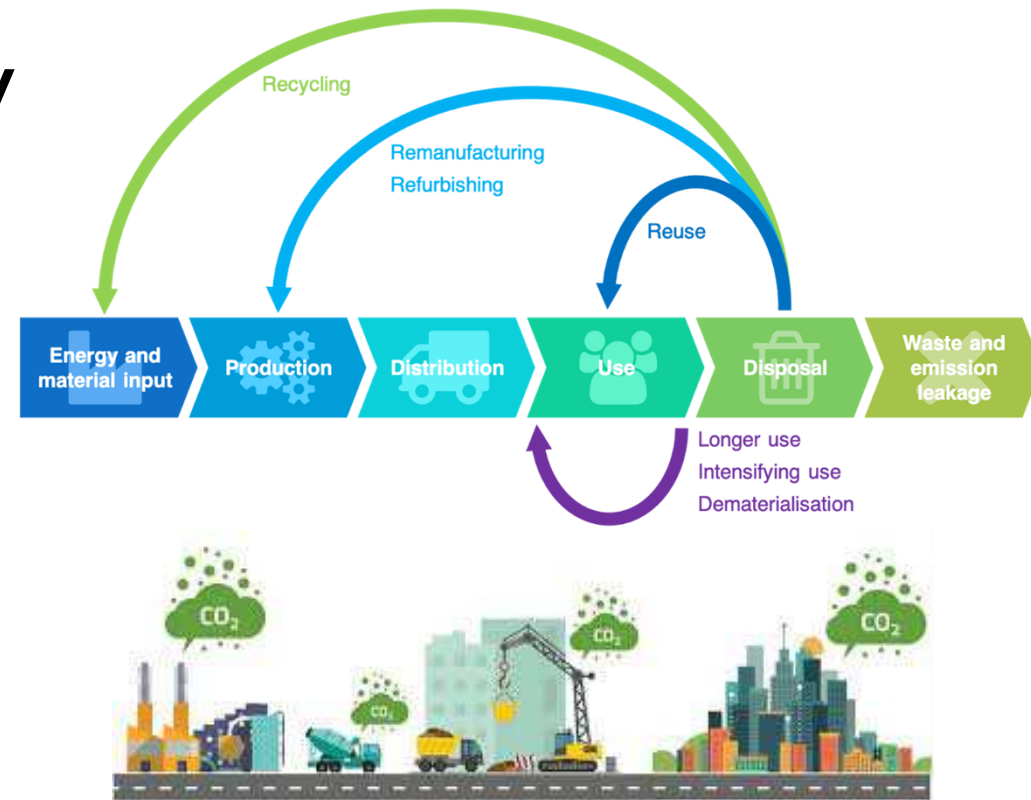 y
Recycling
Remanufacturing
Refurbishing
Reuse
Energy and
material input
Production
Distribution
Use
Disposal
Waste and
emission
leakage
Longer use
Intensifying use
Dematerialisation
CO₂
CO₂
CO₂
CO₂